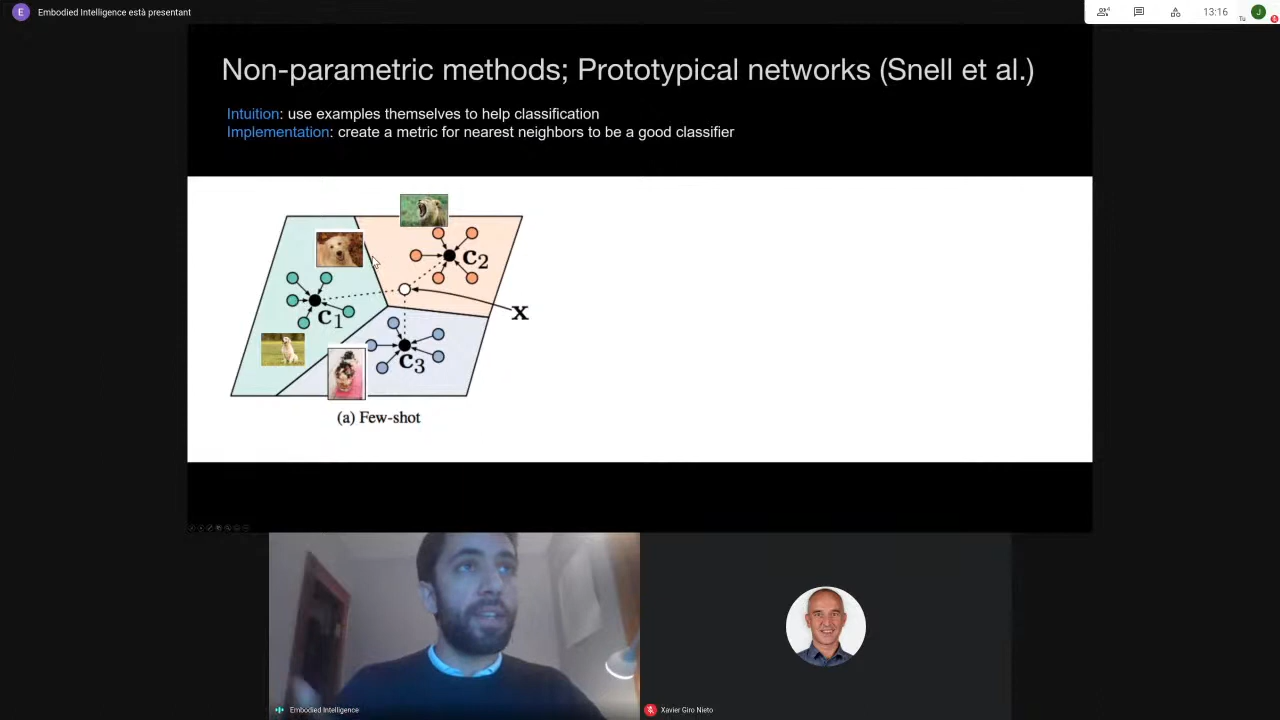 E Embodied Intelligence està presentant
13:16
Tu
J
Non-parametric methods; Prototypical networks (Snell et al.)
Intuition: use examples themselves to help classification
Implementation: create a metric for nearest neighbors to be a good classifier
c2
c1
x
c3
(a) Few-shot
Embodied Intelligence
Xavier Giro Nieto